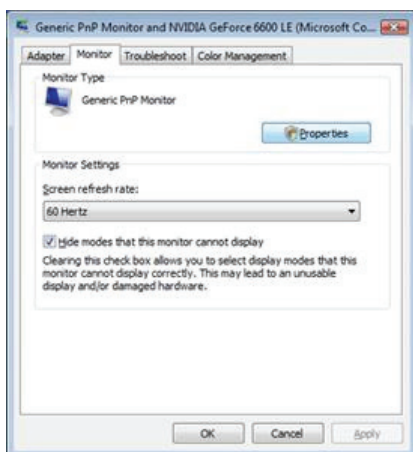 Generic PnP Monitor and NVIDIA GeForce 6600 LE (Microsoft Co...
Adapter Monitor Troubleshoot Color Management
Monitor Type
Generic PnP Monitor
Properties
Monitor Settings
Screen refresh rate:
60 Hertz
Hide modes that this monitor cannot display
Clearing this check box allows you to select display modes that this
monitor cannot display correctly. This may lead to an unusable
display and/or damaged hardware.
OK Cancel Apply